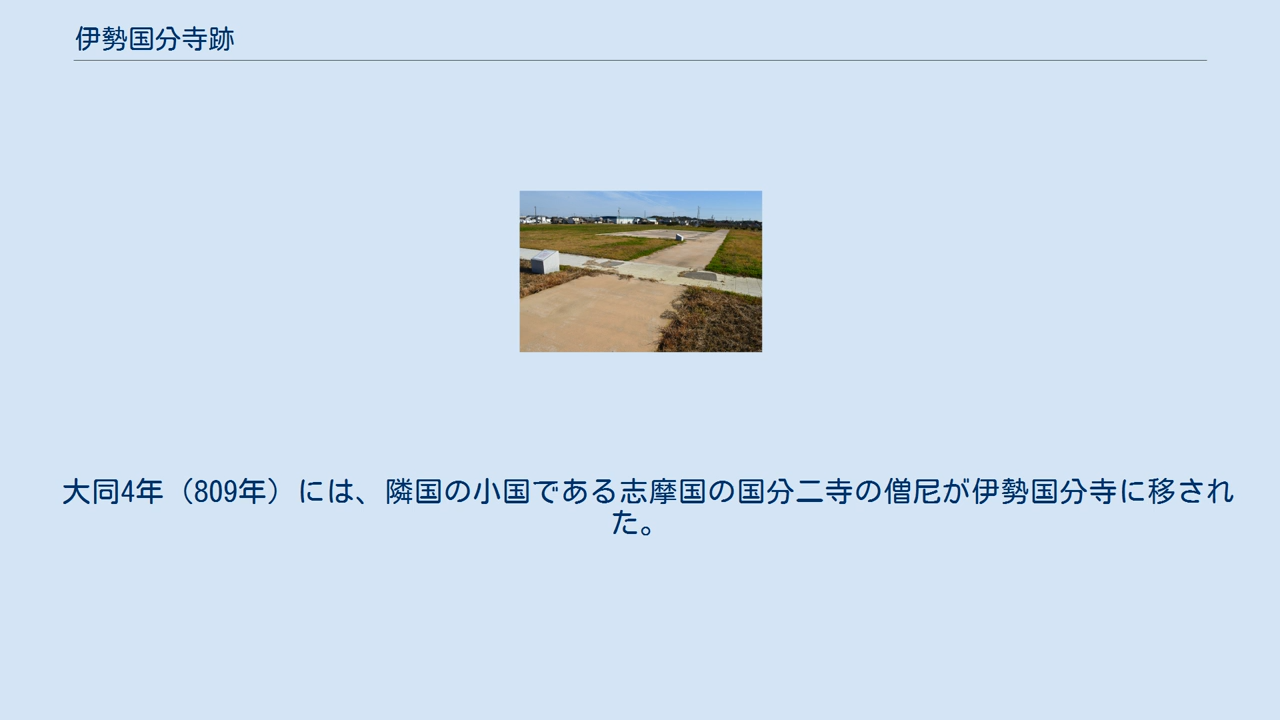 伊勢国分寺跡
大同4年（809年）には、隣国の小国である志摩国の国分二寺の僧尼が伊勢国分寺に移され
た。